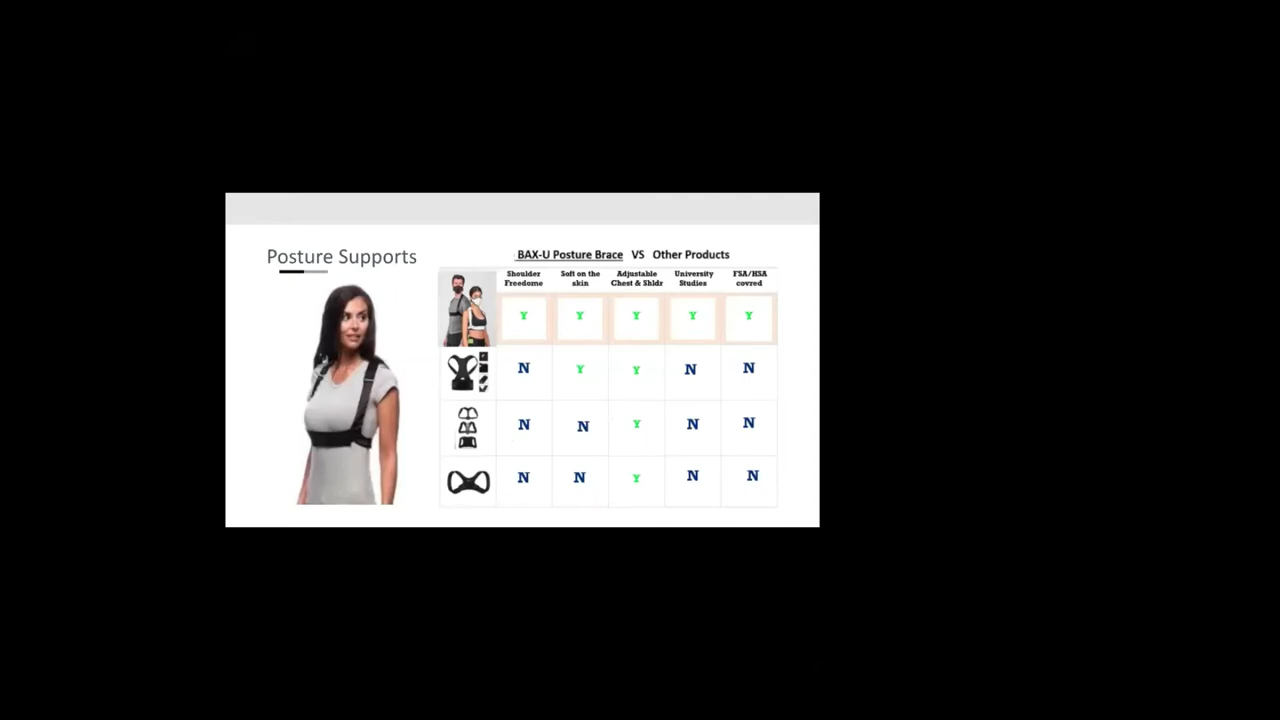 Posture Supports
BAX-U Posture Brace VS Other Products
Shoulder Freedome
Soft on the skin
Adjustable Chest & Shldr
University Studies
FSA/HSA covred
Y Y Y Y Y
N Y Y N N
N N Y N N
N N Y N N